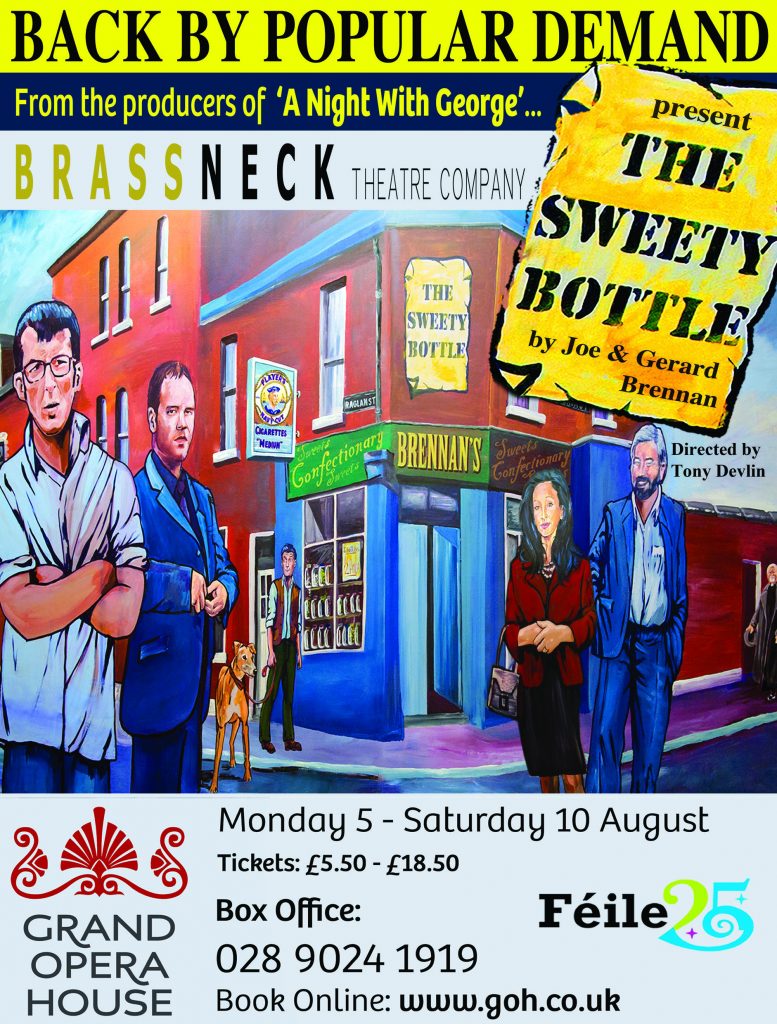 BACK BY POPULAR DEMAND
From the producers of 'A Night With George'...
BRASSNECK THEATRE COMPANY
present
THE
SWEETY
BOTTLE
by Joe & Gerard
Brennan
Directed by
Tony Devlin
THE
SWEETY
BOTTLE
PLAYER'S
CIGARETTES
"MEDIUM"
RAGLAN ST
Sweets
Confectionary
Sweets
BRENNAN'S
Sweets
Confectionary
GRAND
OPERA
HOUSE
Monday 5 - Saturday 10 August
Tickets: £5.50 - £18.50
Box Office:
028 9024 1919
Book Online: www.goh.co.uk
Féile 25